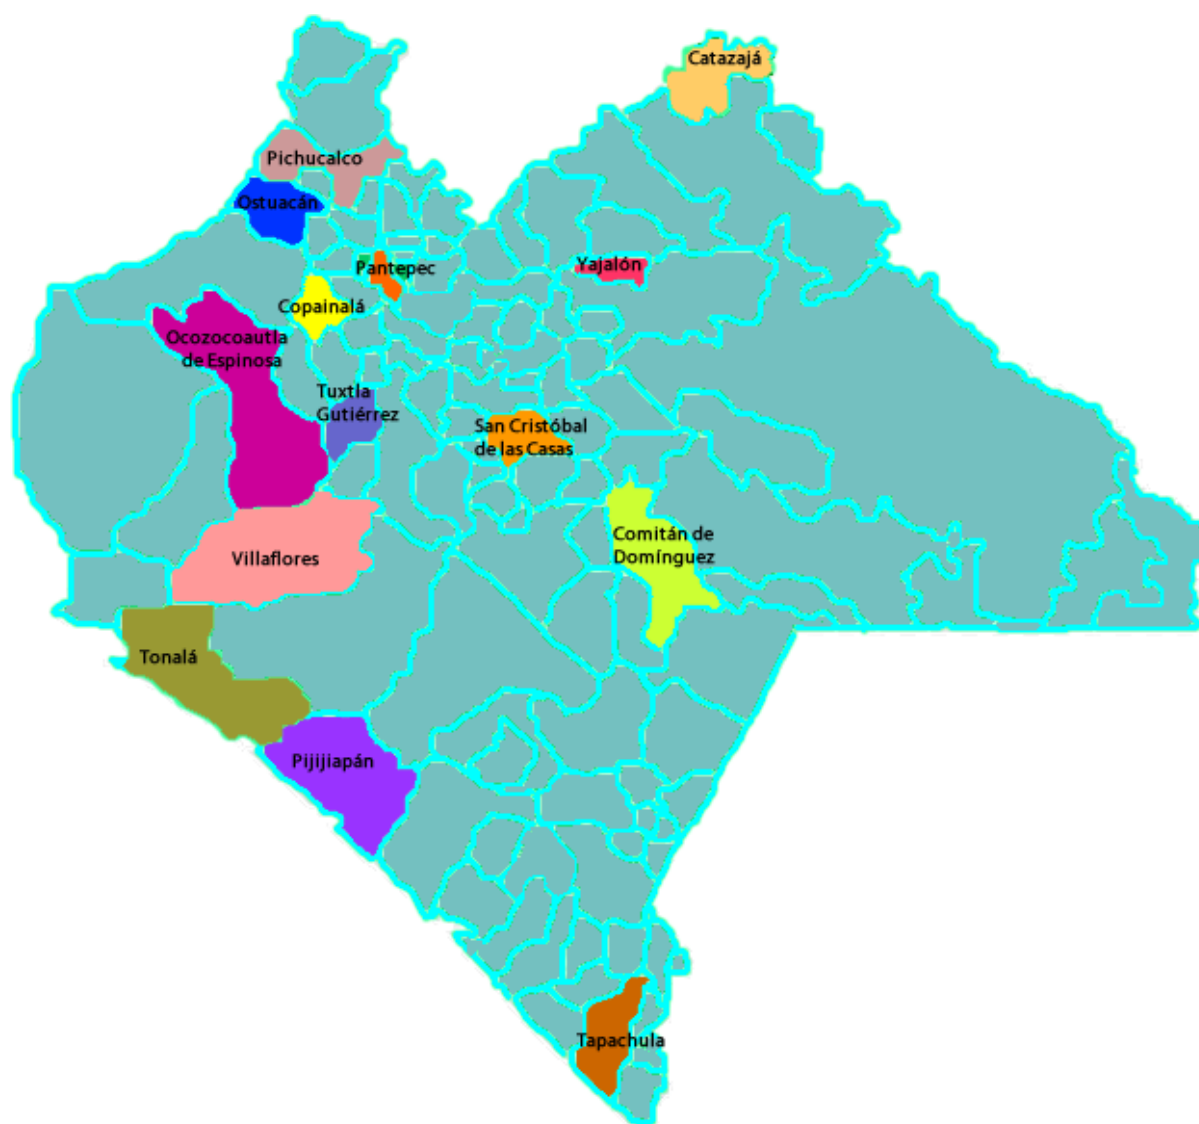 Catazajá
Pichucalco
Ostuacán
Pantepec
Yajalón
Copainalá
Ocozocoautla
de Espinosa
Tuxtla
Gutiérrez
San Cristóbal
de las Casas
Comitán de
Domínguez
Villaflores
Tonalá
Pijijiapán
Tapachula